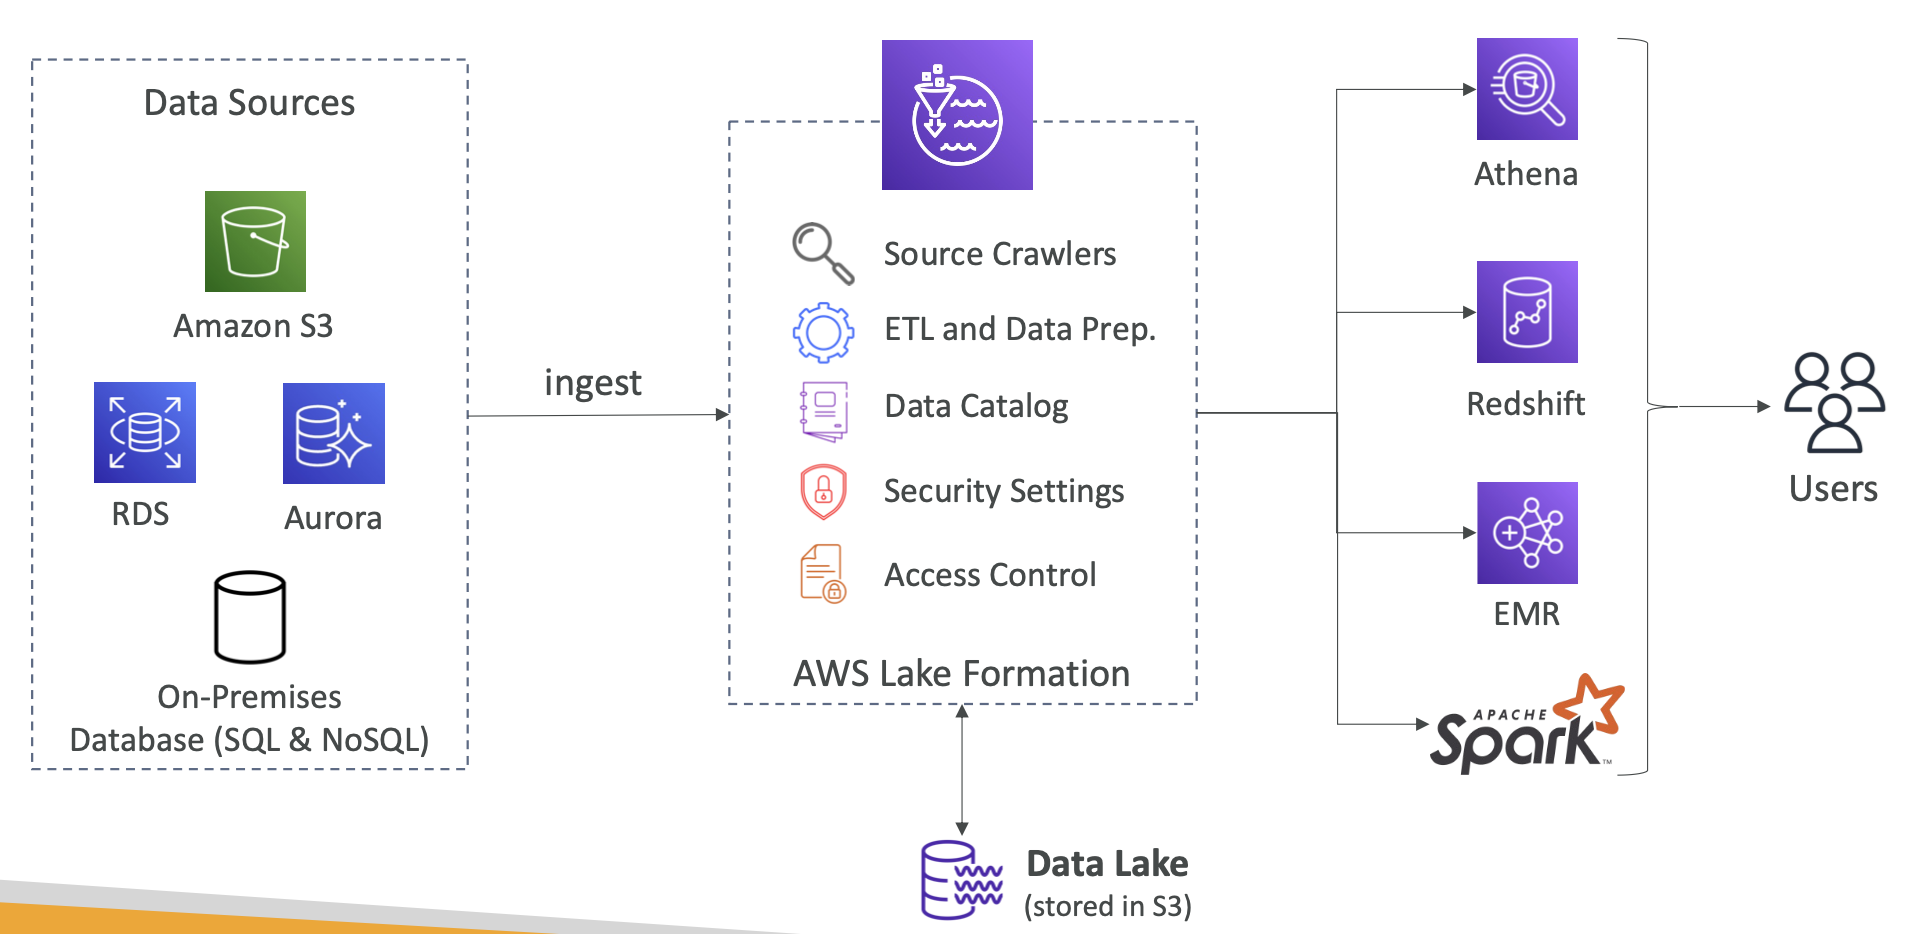 Data Sources
Amazon S3
RDS
Aurora
On-Premises
Database (SQL & NoSQL)
ingest
Source Crawlers
ETL and Data Prep.
Data Catalog
Security Settings
Access Control
AWS Lake Formation
Data Lake
(stored in S3)
Athena
Redshift
EMR
APACHE
Spark™
Users